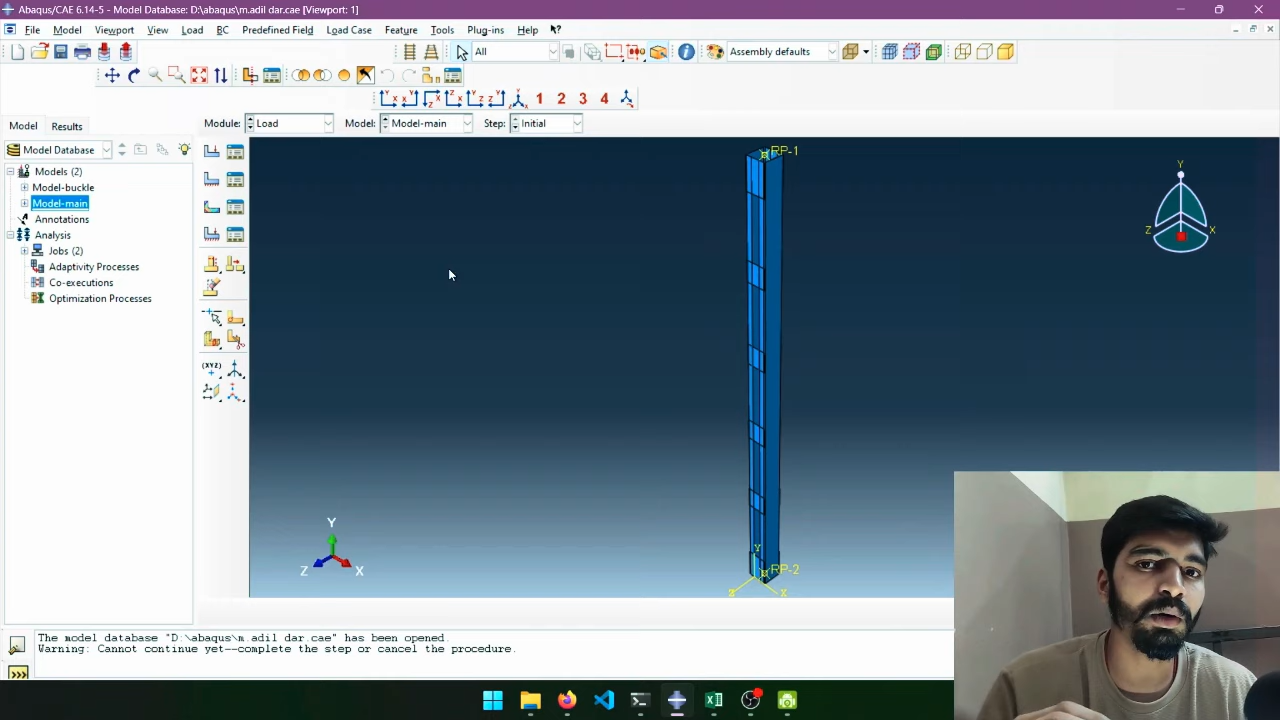 Abaqus/CAE 6.14-5 - Model Database: D:\abaqus\m.adil dar.cae [Viewport: 1]
File Model Viewport View Load BC Predefined Field Load Case Feature Tools Plug-ins Help
All Assembly defaults
1 2 3 4
Model Results Module: Load Model: Model-main Step: Initial
Model Database
Models (2)
Model-buckle
Model-main
Annotations
Analysis
Jobs (2)
Adaptivity Processes
Co-executions
Optimization Processes
(XYZ)
RP-1
Y
Z X
Y
Z X
Y
RP-2
Z X
The model database "D:\abaqus\m.adil dar.cae" has been opened.
Warning: Cannot continue yet--complete the step or cancel the procedure.
>>>